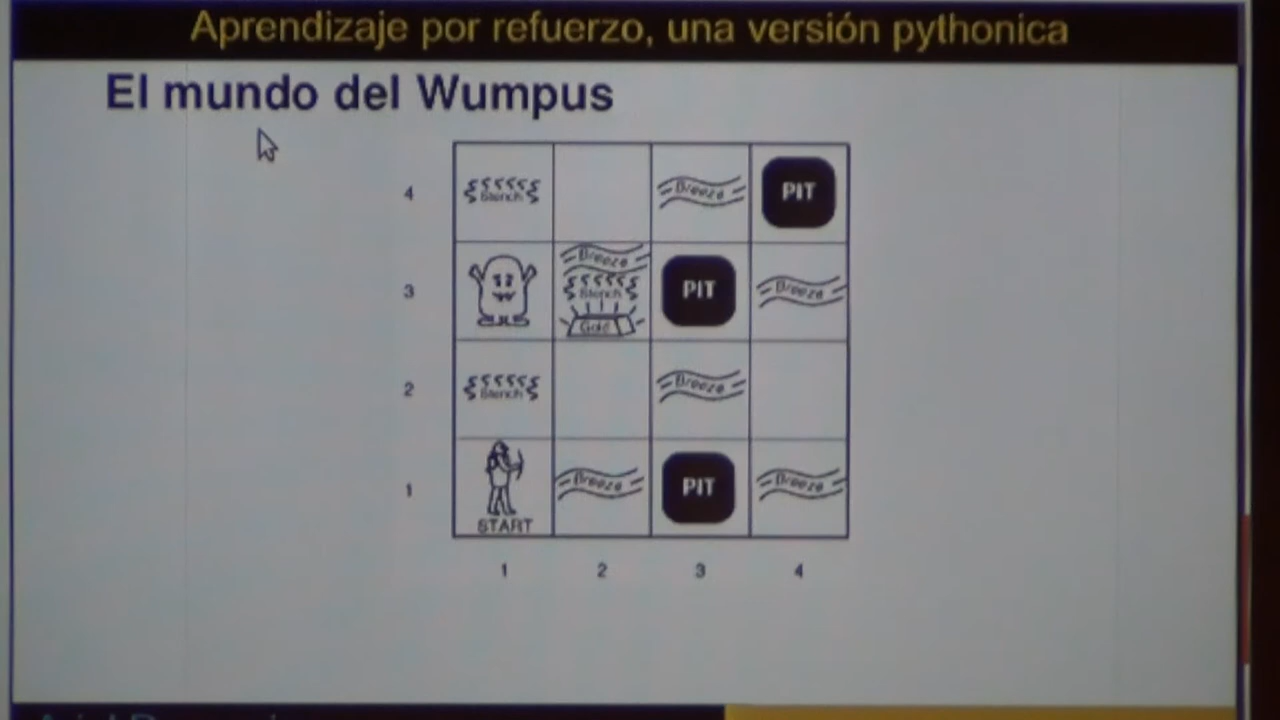 Aprendizaje por refuerzo, una versión pythonica
El mundo del Wumpus
4 Stench Breeze PIT
Breeze
3 Stench PIT Breeze
Gold
2 Stench Breeze
1 Breeze PIT Breeze
START
1 2 3 4